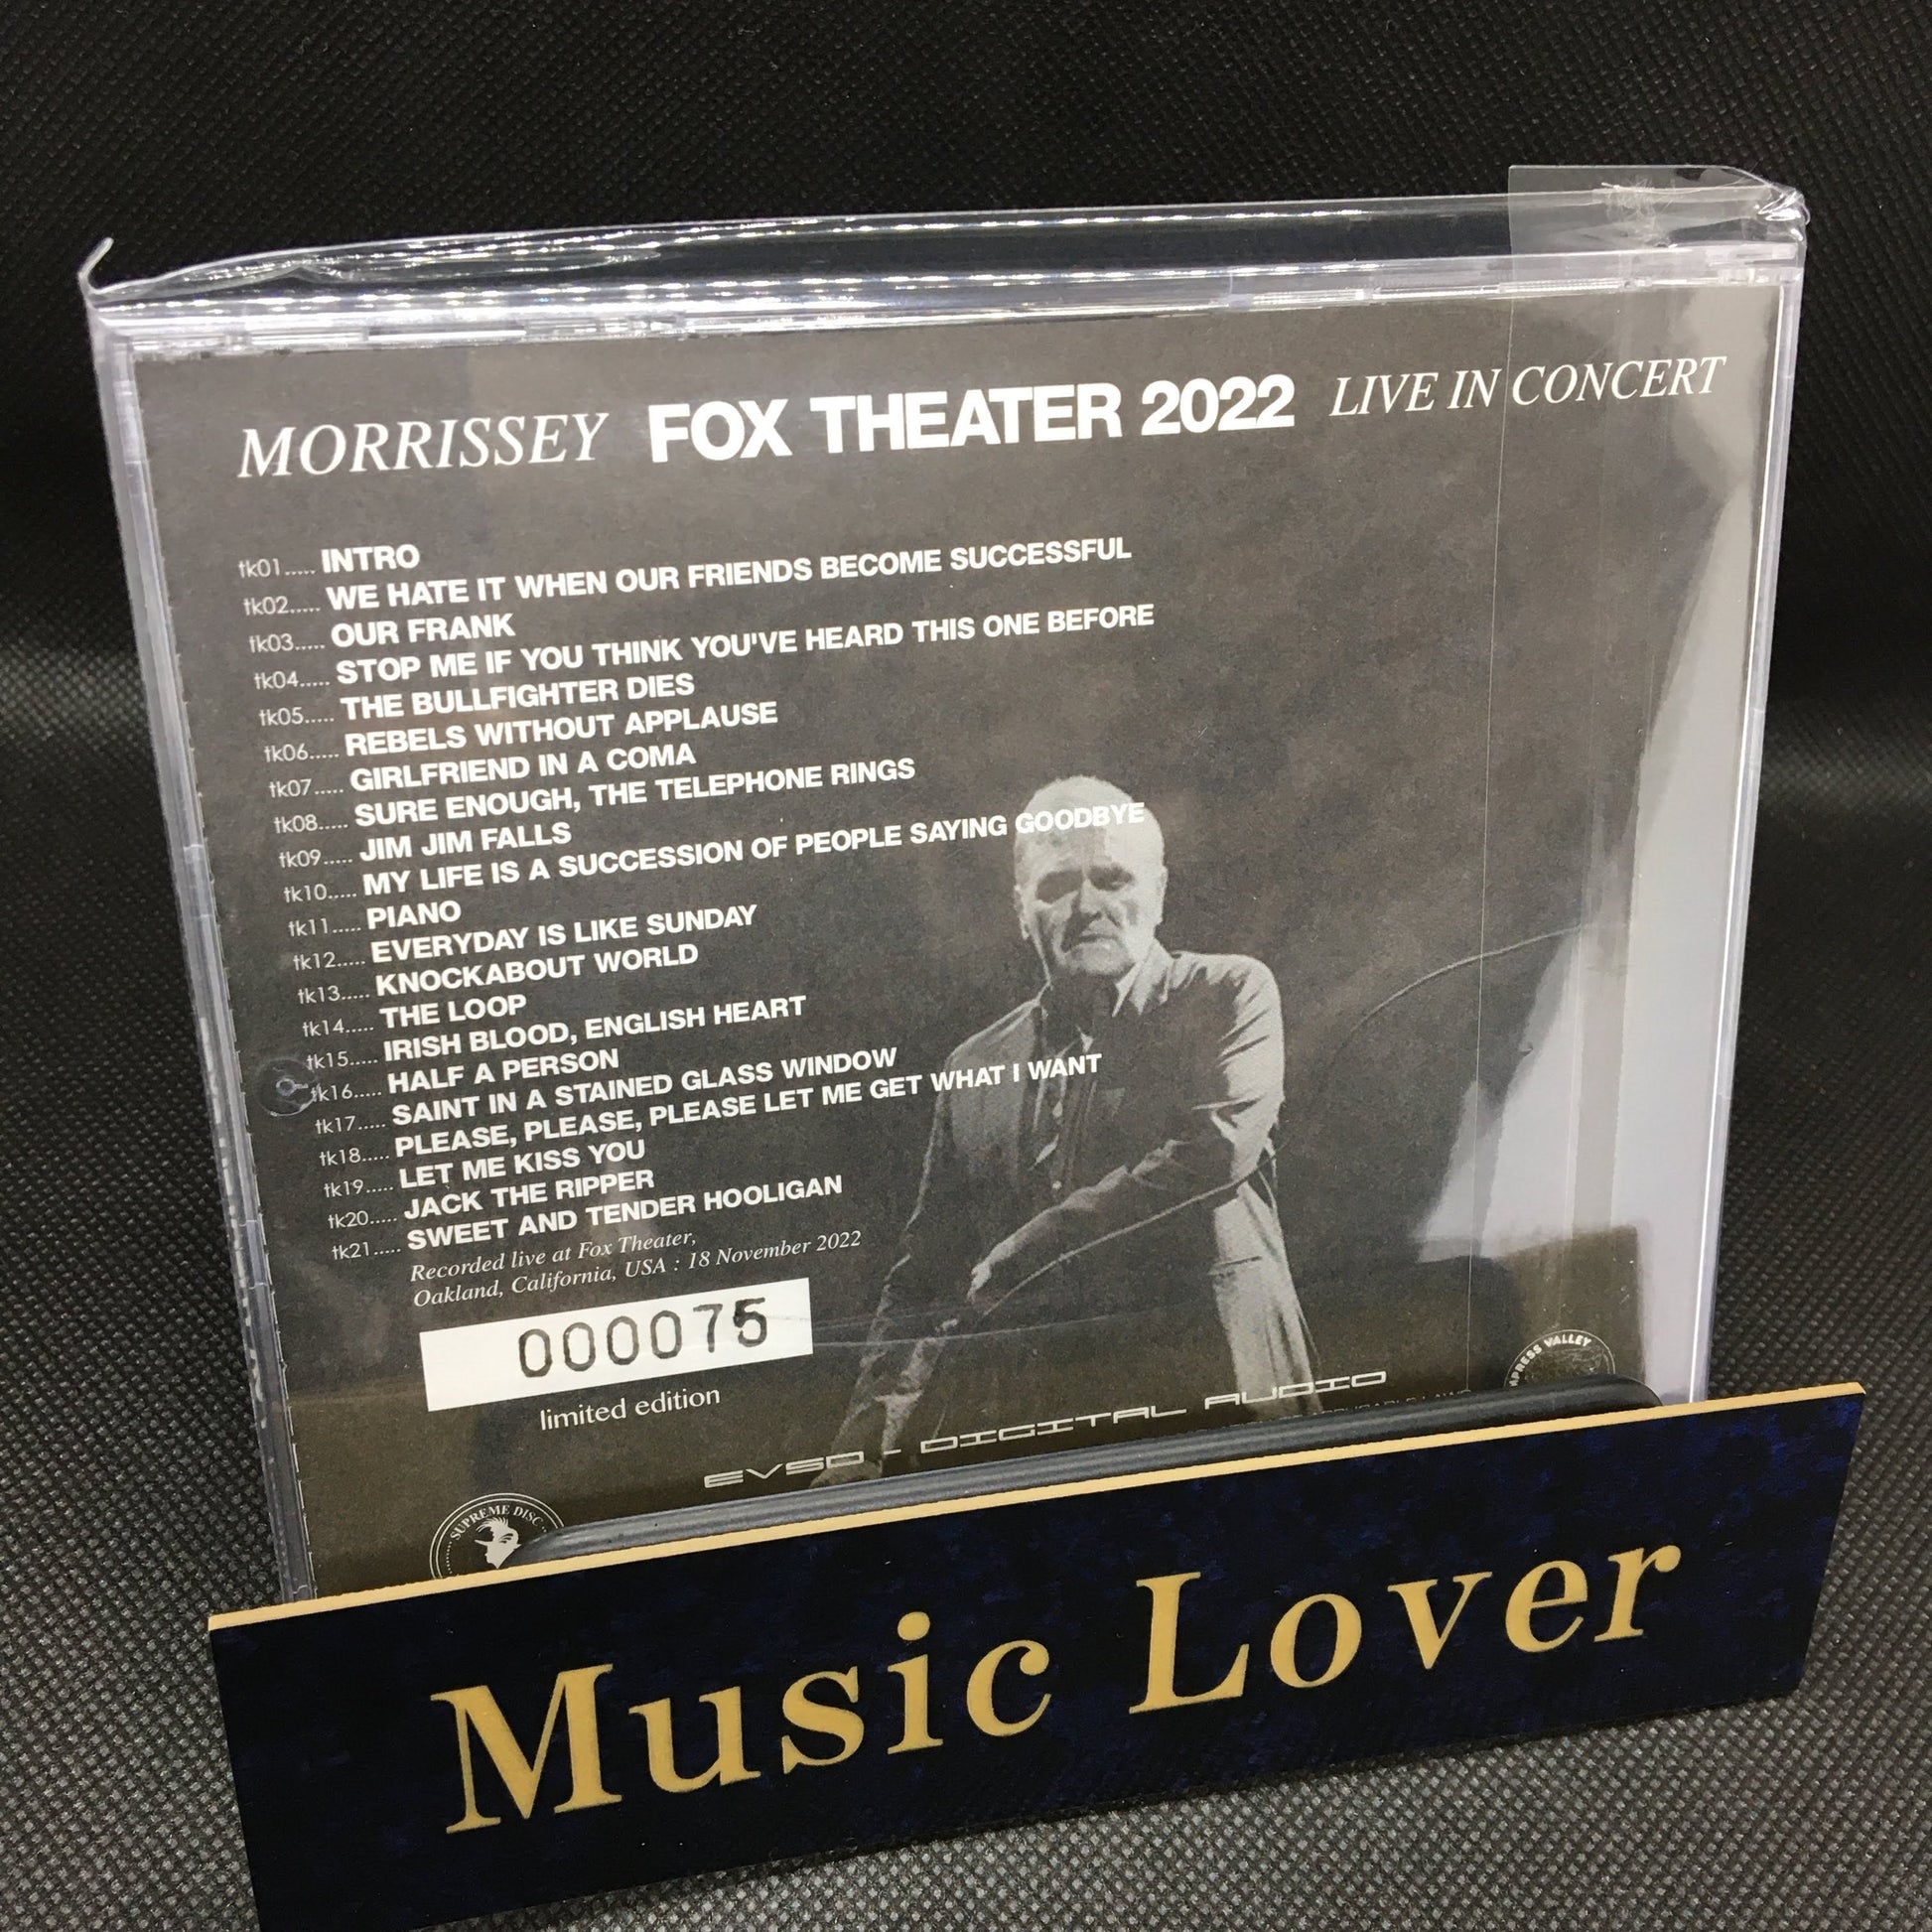 MORRISSEY FOX THEATER 2022 LIVE IN CONCERT
tk01..... INTRO
tk02..... WE HATE IT WHEN OUR FRIENDS BECOME SUCCESSFUL
tk03..... OUR FRANK
tk04..... STOP ME IF YOU THINK YOU'VE HEARD THIS ONE BEFORE
tk05..... THE BULLFIGHTER DIES
tk06..... REBELS WITHOUT APPLAUSE
tk07..... GIRLFRIEND IN A COMA
tk08..... SURE ENOUGH, THE TELEPHONE RINGS
tk09..... JIM JIM FALLS
tk10..... MY LIFE IS A SUCCESSION OF PEOPLE SAYING GOODBYE
tk11..... PIANO
tk12..... EVERYDAY IS LIKE SUNDAY
tk13..... KNOCKABOUT WORLD
tk14..... THE LOOP
tk15..... IRISH BLOOD, ENGLISH HEART
tk16..... HALF A PERSON
tk17..... SAINT IN A STAINED GLASS WINDOW
tk18..... PLEASE, PLEASE, PLEASE LET ME GET WHAT I WANT
tk19..... LET ME KISS YOU
tk20..... JACK THE RIPPER
tk21..... SWEET AND TENDER HOOLIGAN
Recorded live at Fox Theater,
Oakland, California, USA : 18 November 2022
000075
limited edition
EVSD - DIGITAL AUDIO
VALLEY
SUPREME DISC
Music Lover